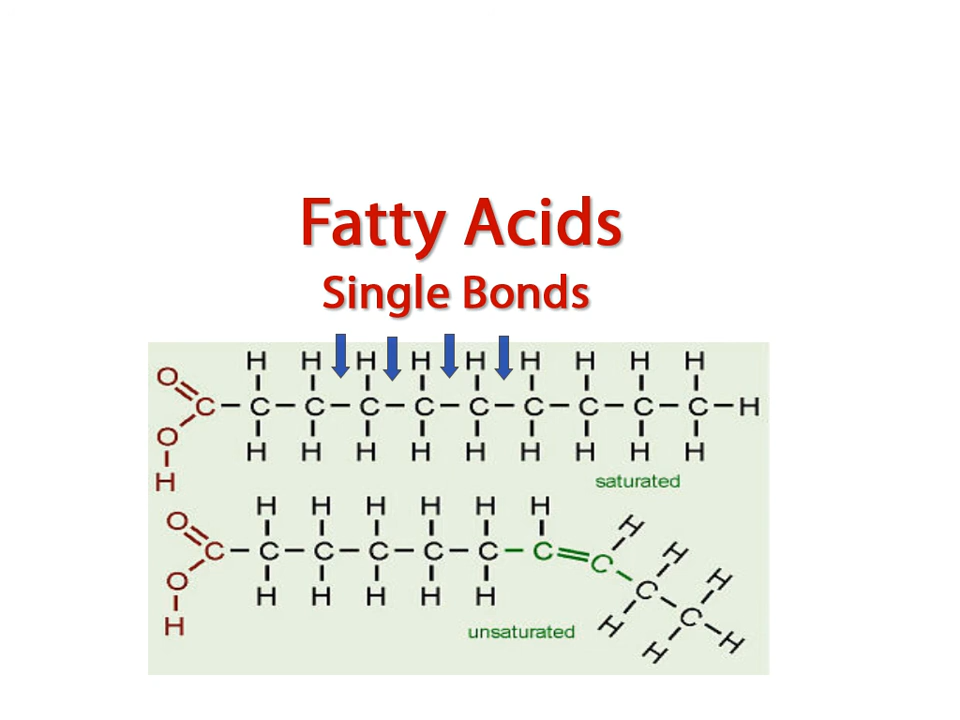 Fatty Acids
Single Bonds
H H H H H H H H H
O
C - C - C - C - C - C - C - C - C - C - H
O
H H H H H H H H H
H
saturated
H H H H H H
O
H
H
H
C - C - C - C - C - C - C = C
C
O
C
H H H H H
H
H
H
H
unsaturated
H